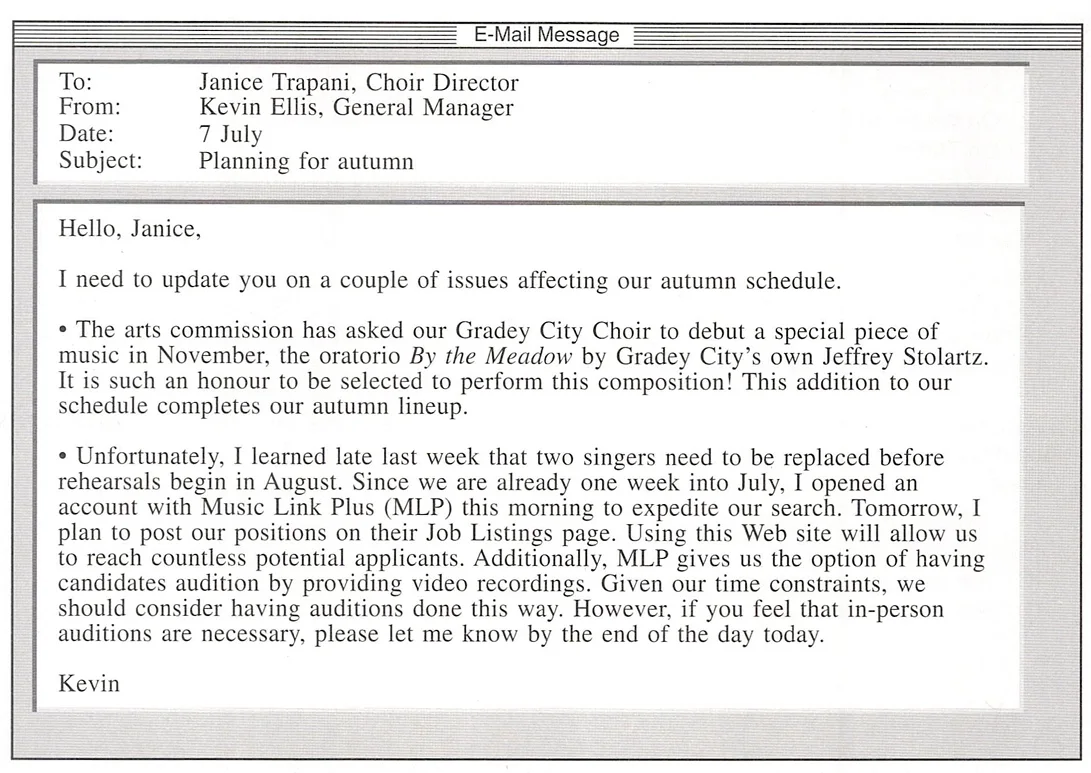 E-Mail Message
To: Janice Trapani, Choir Director
From: Kevin Ellis, General Manager
Date: 7 July
Subject: Planning for autumn
Hello, Janice,
I need to update you on a couple of issues affecting our autumn schedule.
• The arts commission has asked our Gradey City Choir to debut a special piece of
music in November, the oratorio By the Meadow by Gradey City's own Jeffrey Stolartz.
It is such an honour to be selected to perform this composition! This addition to our
schedule completes our autumn lineup.
• Unfortunately, I learned late last week that two singers need to be replaced before
rehearsals begin in August. Since we are already one week into July, I opened an
account with Music Link Plus (MLP) this morning to expedite our search. Tomorrow, I
plan to post our positions on their Job Listings page. Using this Web site will allow us
to reach countless potential applicants. Additionally, MLP gives us the option of having
candidates audition by providing video recordings. Given our time constraints, we
should consider having auditions done this way. However, if you feel that in-person
auditions are necessary, please let me know by the end of the day today.
Kevin